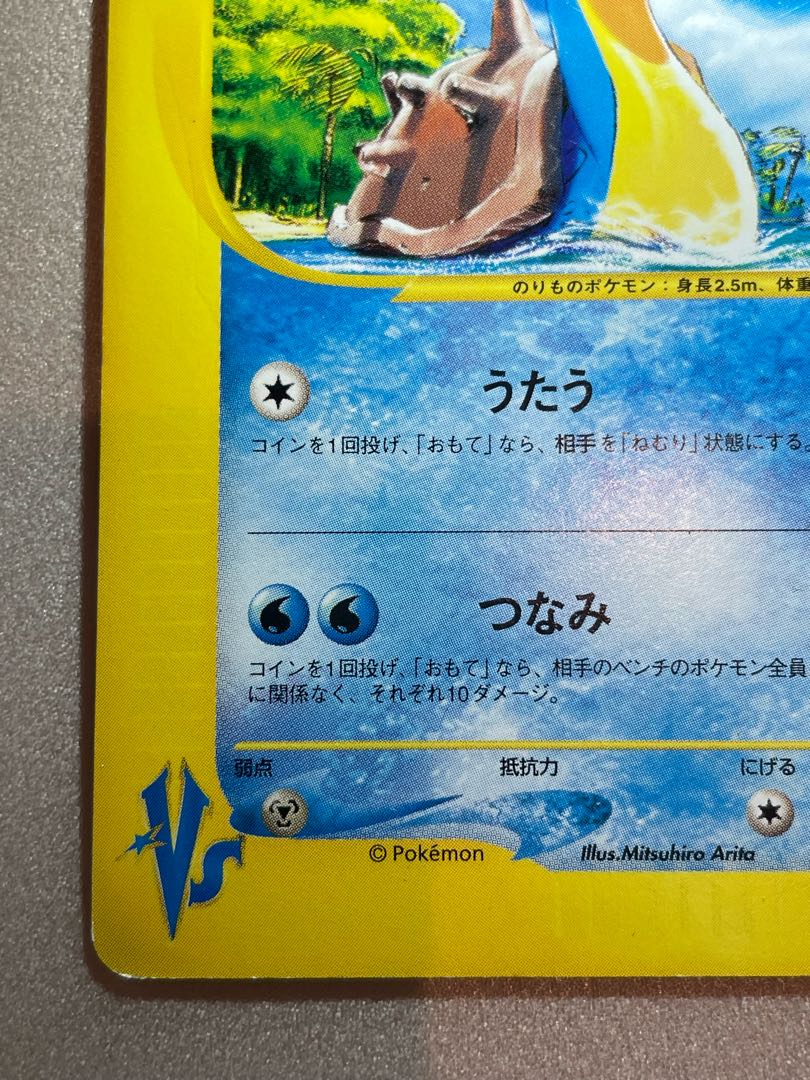 のりものポケモン：身長2.5m、体重
うたう
コインを1回投げ、「おもて」なら、相手を「ねむり」状態にする。
つなみ
コインを1回投げ、「おもて」なら、相手のベンチのポケモン全員
に関係なく、それぞれ10ダメージ。
弱点 抵抗力 にげる
© Pokémon Illus.Mitsuhiro Arita
VS